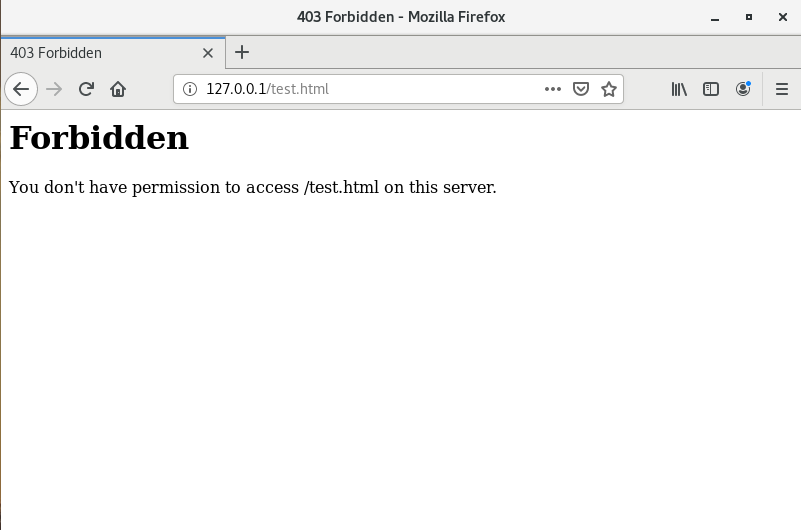 403 Forbidden - Mozilla Firefox
403 Forbidden
127.0.0.1/test.html
Forbidden
You don't have permission to access /test.html on this server.